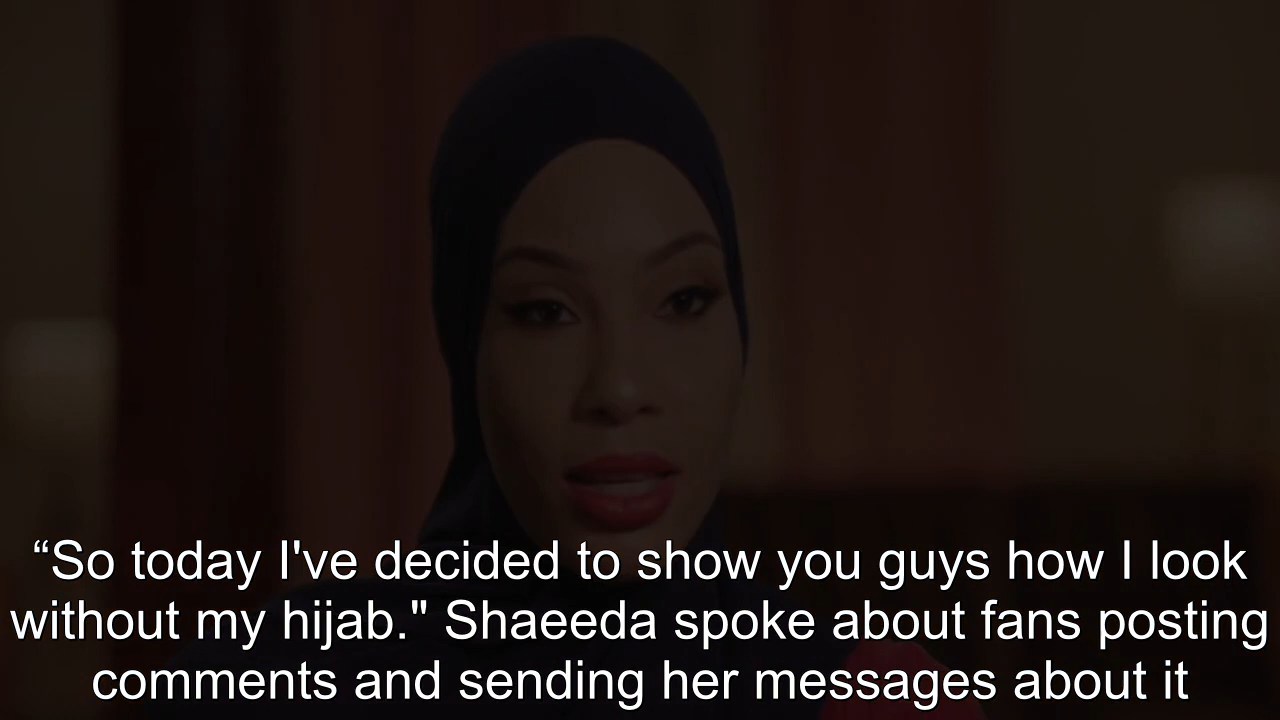 “So today I've decided to show you guys how I look
without my hijab." Shaeeda spoke about fans posting
comments and sending her messages about it